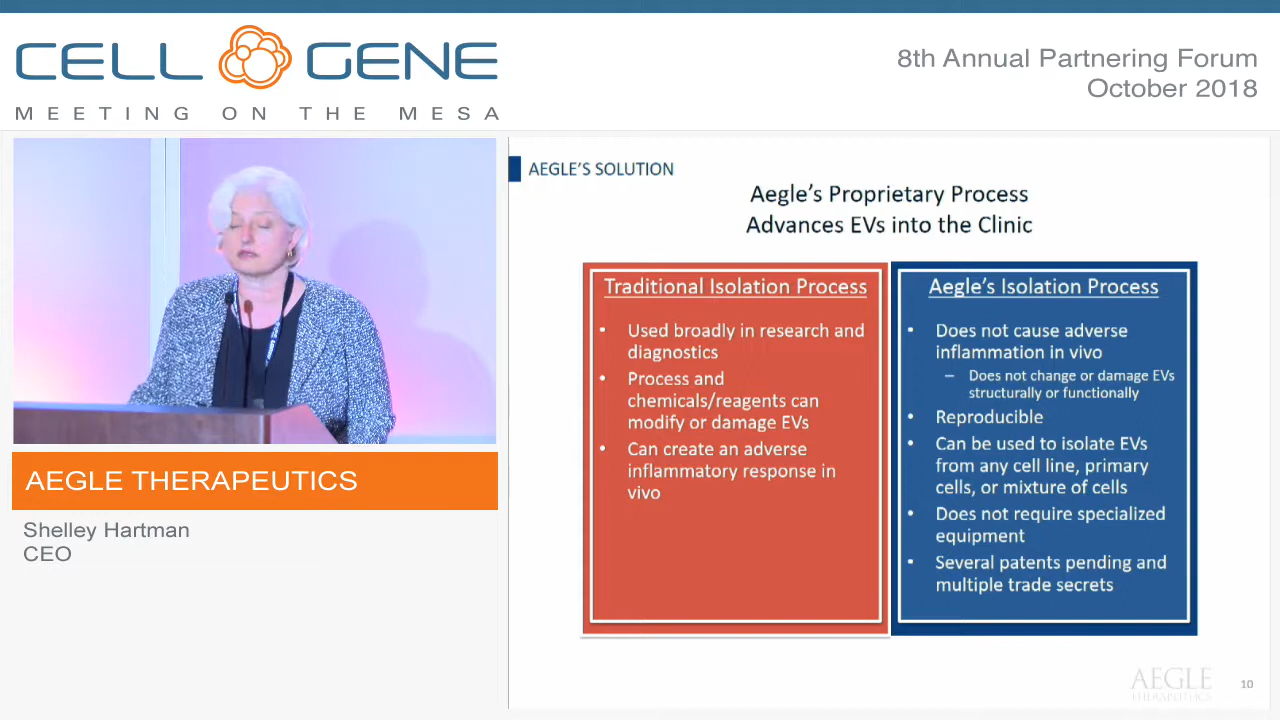 CELL GENE
MEETING ON THE MESA
8th Annual Partnering Forum
October 2018
AEGLE THERAPEUTICS
Shelley Hartman
CEO
AEGLE'S SOLUTION
Aegle's Proprietary Process
Advances EVs into the Clinic
Traditional Isolation Process
• Used broadly in research and
diagnostics
• Process and
chemicals/reagents can
modify or damage EVs
• Can create an adverse
inflammatory response in
vivo
Aegle's Isolation Process
• Does not cause adverse
inflammation in vivo
– Does not change or damage EVs
structurally or functionally
• Reproducible
• Can be used to isolate EVs
from any cell line, primary
cells, or mixture of cells
• Does not require specialized
equipment
• Several patents pending and
multiple trade secrets
AEGLE
THERAPEUTICS
10